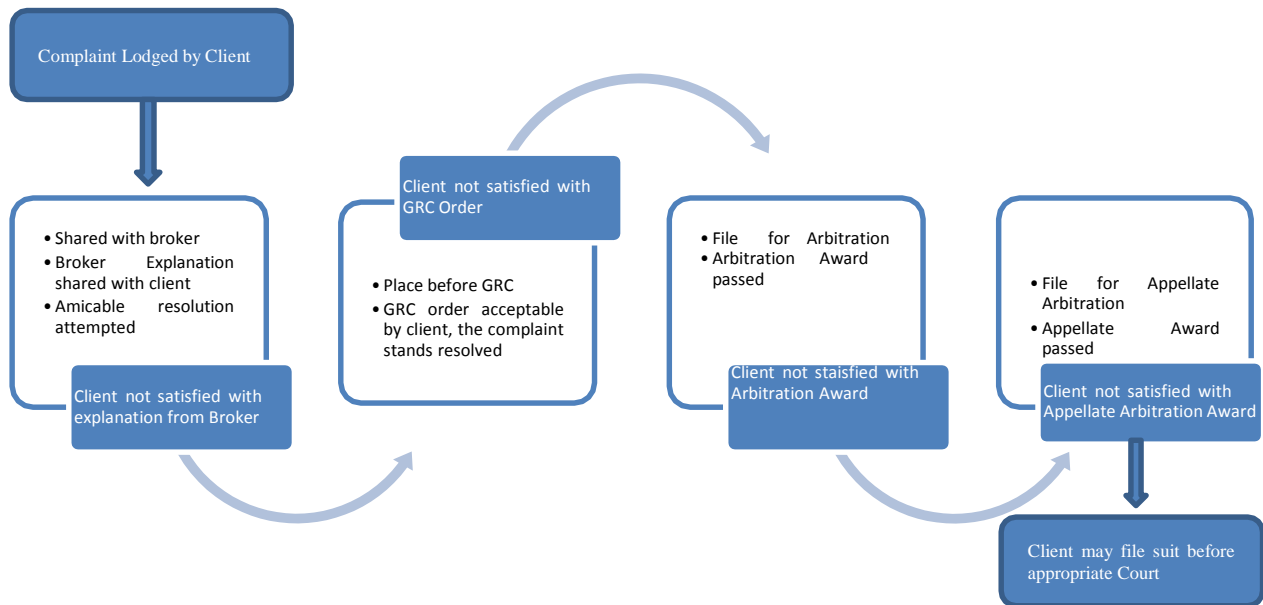 Complaint Lodged by Client
• Shared with broker
• Broker Explanation
shared with client
• Amicable resolution
attempted
Client not satisfied with
explanation from Broker
Client not satisfied with
GRC Order
• Place before GRC
• GRC order acceptable
by client, the complaint
stands resolved
• File for Arbitration
• Arbitration Award
passed
Client not staisfied with
Arbitration Award
• File for Appellate
Arbitration
• Appellate Award
passed
Client not satisfied with
Appellate Arbitration Award
Client may file suit before
appropriate Court